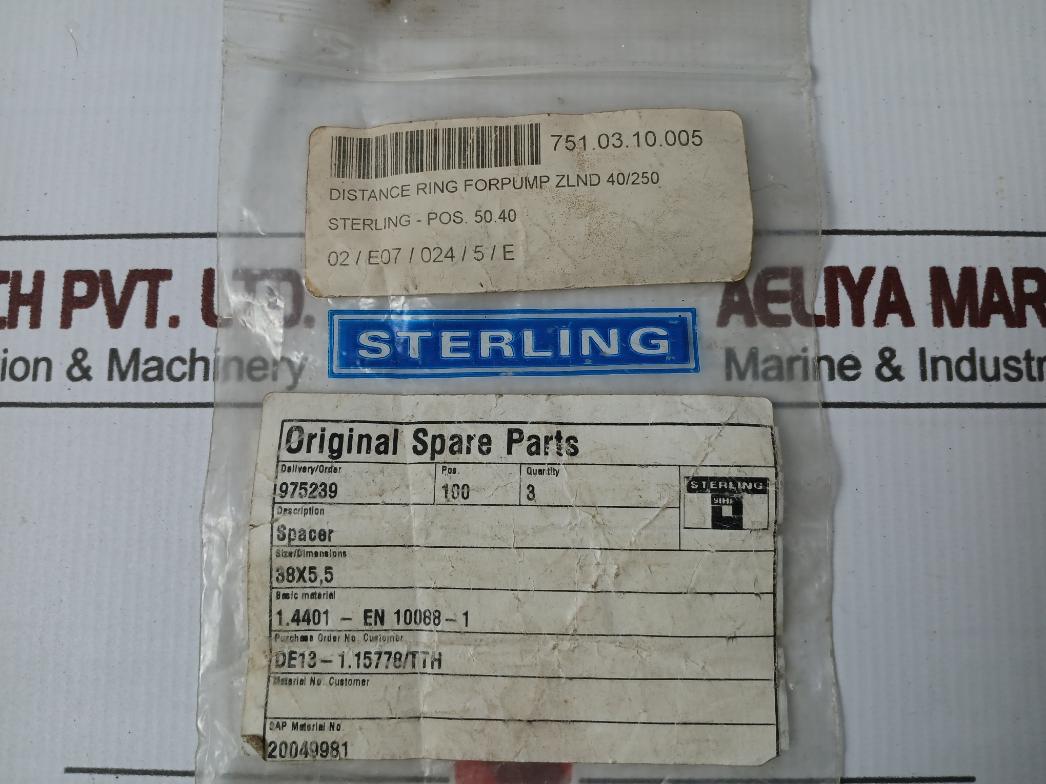 751.03.10.005
DISTANCE RING FORPUMP ZLND 40/250
STERLING - POS. 50.40
02 / E07 / 024 / 5 / E
CH PVT. LTD.
AELIYA MAR
STERLING
ion & Machinery
Marine & Industr
Original Spare Parts
Delivery/Order
Pos.
Quantity
975239
100
3
STERLING
SIHI
Description
Spacer
Size/Dimensions
38X5,5
Basic material
1.4401 - EN 10088-1
Purchase Order No. Customer
DE13-1.15778/TTH
Material No. Customer
SAP Material No.
20049981